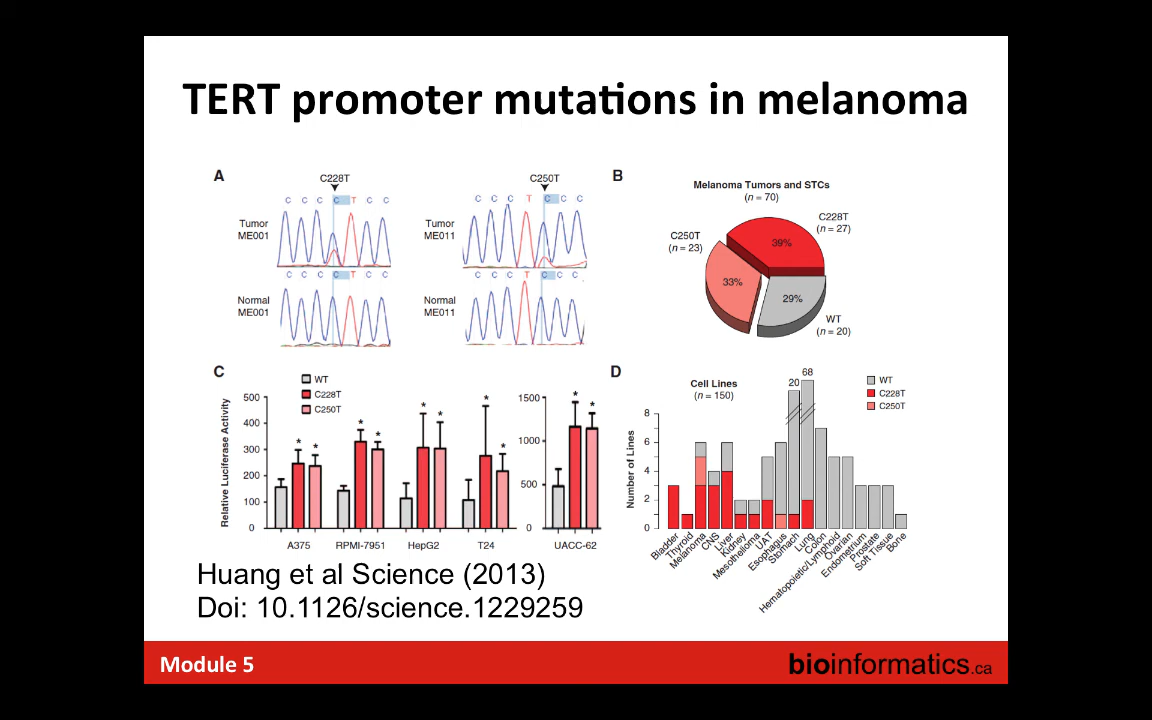 TERT promoter mutations in melanoma
A
C228T
C C C C T C C
Tumor
ME001
C C C C T C C
Normal
ME001
C250T
C C C T C C C
Tumor
ME011
C C C T C C C
Normal
ME011
B
Melanoma Tumors and STCs
(n = 70)
C228T
(n = 27)
39%
C250T
(n = 23)
33%
29%
WT
(n = 20)
C
WT
C228T
C250T
Relative Luciferase Activity
500
400
300
200
100
0
1500
1000
500
0
* * * * * * * * * *
A375 RPMI-7951 HepG2 T24 UACC-62
D
Cell Lines
(n = 150)
20
68
WT
C228T
C250T
Number of Lines
8
6
4
2
0
Bladder
Thyroid
Melanoma
CNS
Liver
Kidney
Mesothelioma
UAT
Esophagus
Stomach
Lung
Colon
Hematopoietic/Lymphoid
Ovarian
Endometrium
Prostate
Soft Tissue
Bone
Huang et al Science (2013)
Doi: 10.1126/science.1229259
Module 5
bioinformatics.ca